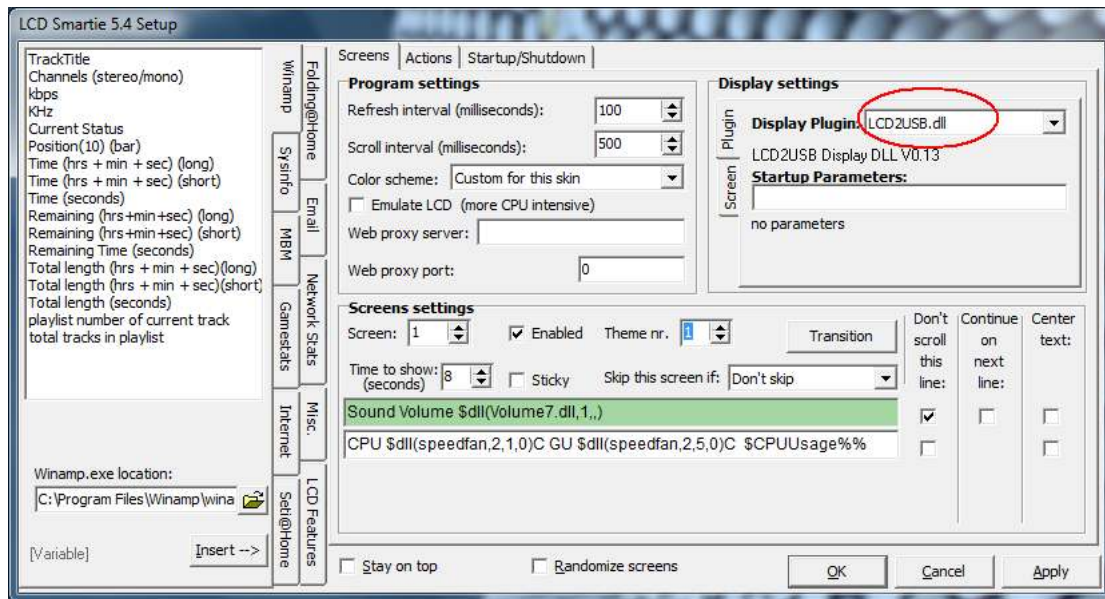 LCD Smartie 5.4 Setup
TrackTitle
Channels (stereo/mono)
kbps
KHz
Current Status
Position(10) (bar)
Time (hrs + min + sec) (long)
Time (hrs + min + sec) (short)
Time (seconds)
Remaining (hrs+min+sec) (long)
Remaining (hrs+min+sec) (short)
Remaining Time (seconds)
Total length (hrs + min + sec)(long)
Total length (hrs + min + sec)(short)
Total length (seconds)
playlist number of current track
total tracks in playlist
Winamp.exe location:
C:\Program Files\Winamp\wina
[Variable]
Insert -->
Winamp
Sysinfo
MBM
Gamestats
Internet
Seti@Home
Folding@Home
Email
Network Stats
Misc.
LCD Features
Screens
Actions
Startup/Shutdown
Program settings
Refresh interval (milliseconds): 100
Scroll interval (milliseconds): 500
Color scheme: Custom for this skin
Emulate LCD (more CPU intensive)
Web proxy server:
Web proxy port: 0
Display settings
Plugin
Screen
Display Plugin: LCD2USB.dll
LCD2USB Display DLL V0.13
Startup Parameters:
no parameters
Screens settings
Screen: 1 Enabled Theme nr. 1 Transition
Time to show: (seconds) 8 Sticky Skip this screen if: Don't skip
Don't scroll this line:
Continue on next line:
Center text:
Sound Volume $dll(Volume7.dll,1,,)
CPU $dll(speedfan,2,1,0)C GU $dll(speedfan,2,5,0)C $CPUUsage%%
Stay on top
Randomize screens
OK
Cancel
Apply